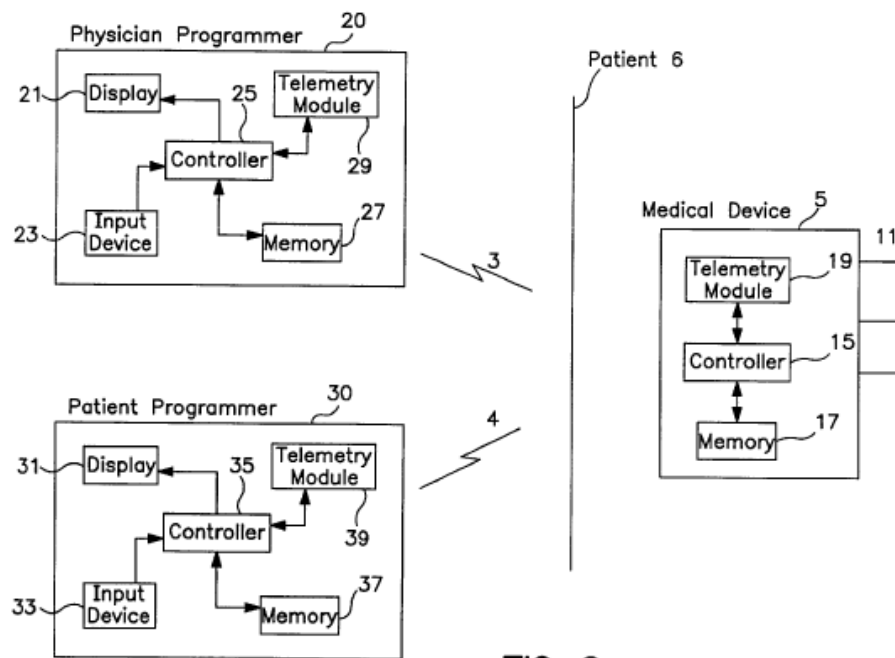 Physician Programmer
20
21
Display
25
Telemetry
Module
29
Controller
23
Input
Device
27
Memory
3
Patient 6
Medical Device
5
11
Telemetry
Module
19
Controller
15
Memory
17
Patient Programmer
30
4
31
Display
35
Telemetry
Module
39
Controller
33
Input
Device
37
Memory